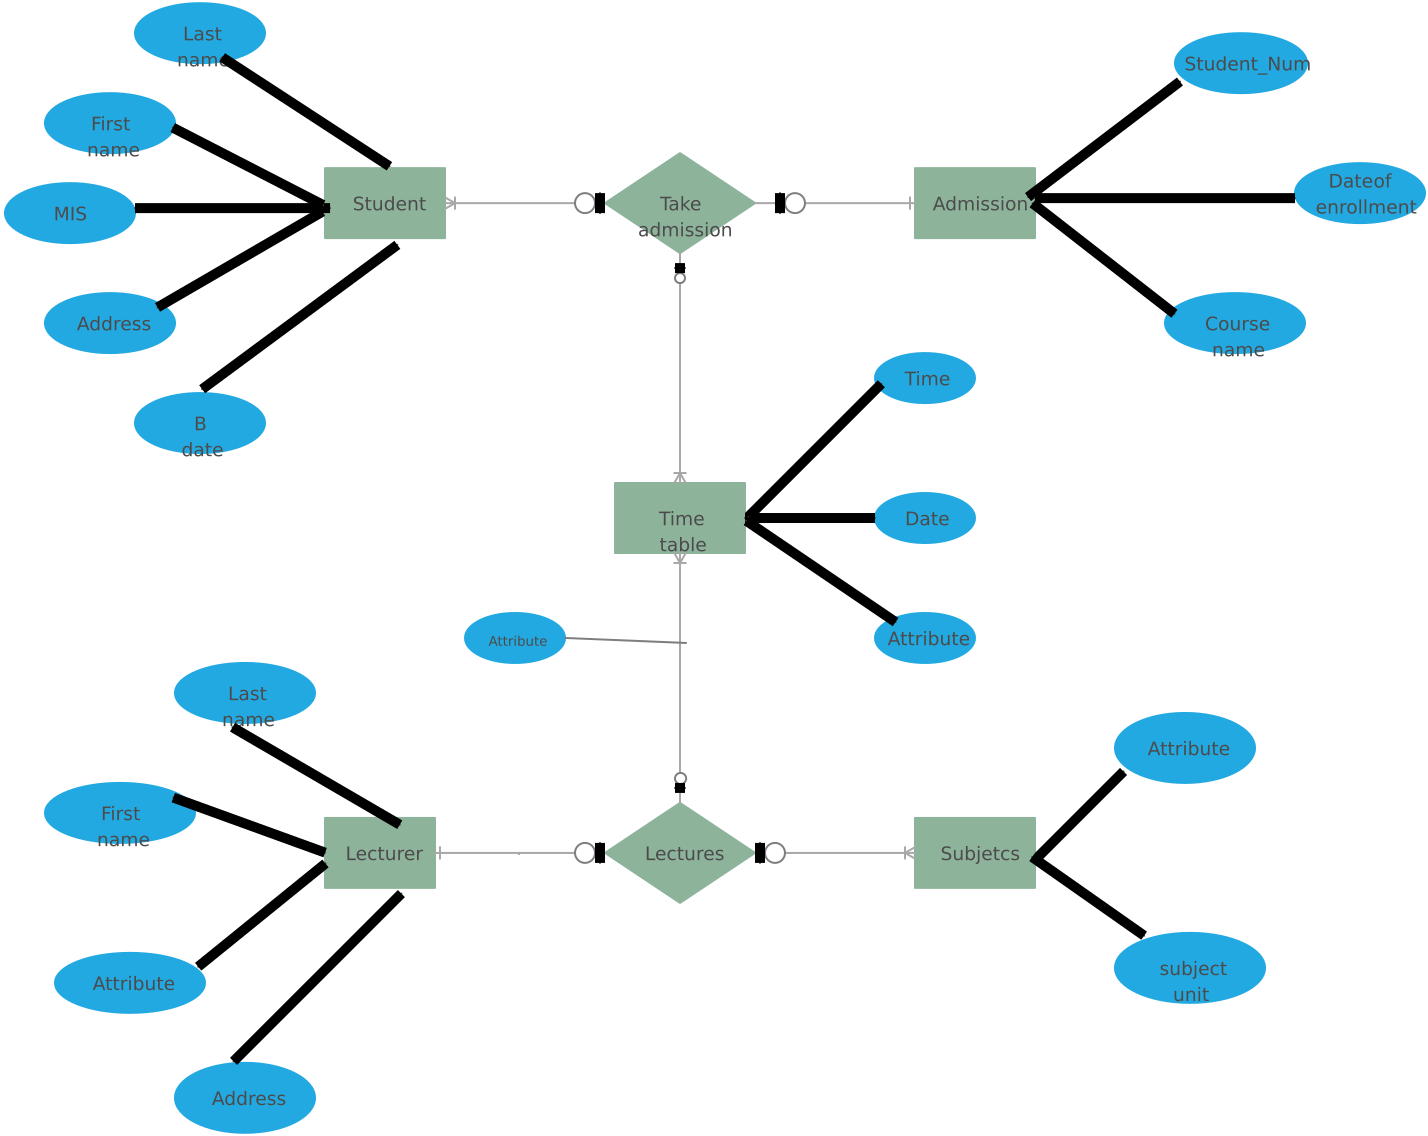 Last
name
Student_Num
First
name
Dateof
enrollment
MIS
Student
Take
admission
Admission
Address
Course
name
B
date
Time
Time
table
Date
Attribute
Attribute
Last
name
Attribute
First
name
Lecturer
Lectures
Subjetcs
Attribute
subject
unit
Address